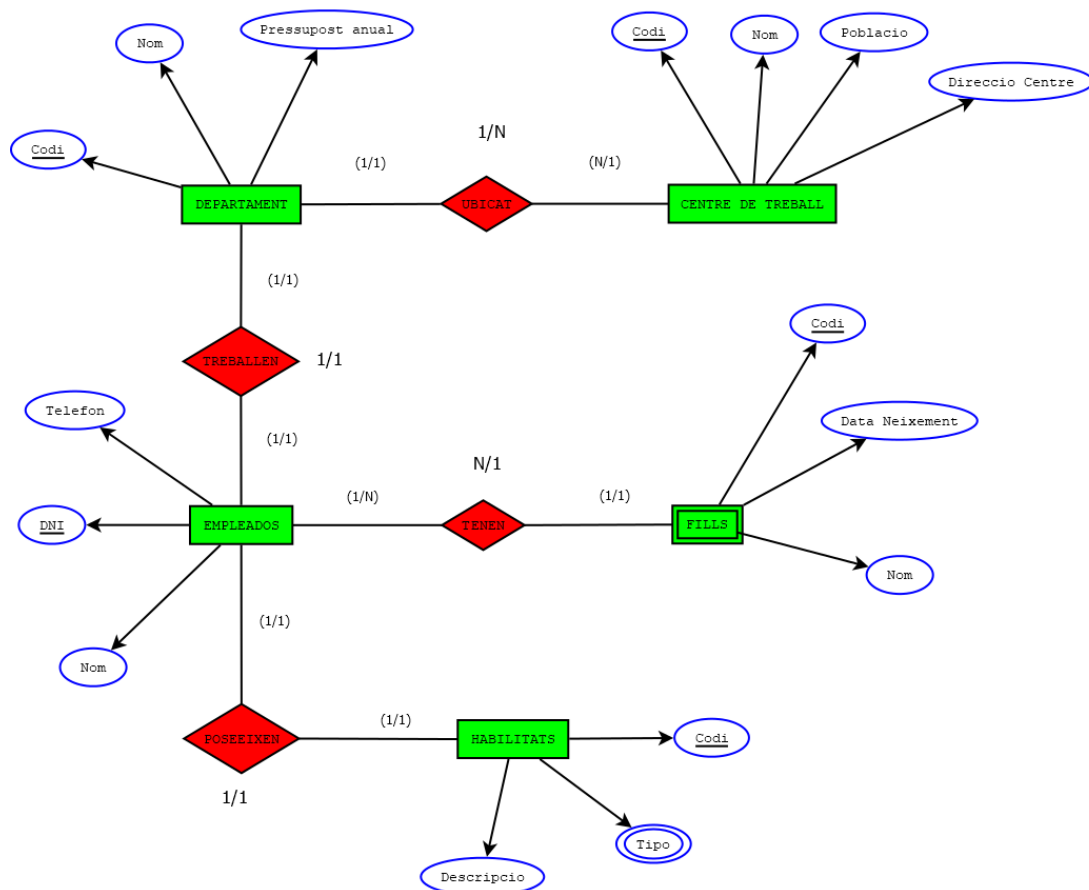 Pressupost anual
Nom
Codi
Nom
Poblacio
Direccio Centre
Codi
1/N
(1/1)
(N/1)
DEPARTAMENT
UBICAT
CENTRE DE TREBALL
(1/1)
Codi
TREBALLEN
1/1
Telefon
Data Neixement
(1/1)
N/1
(1/N)
(1/1)
DNI
EMPLEADOS
TENEN
FILLS
Nom
(1/1)
Nom
(1/1)
POSEEIXEN
HABILITATS
Codi
1/1
Tipo
Descripcio